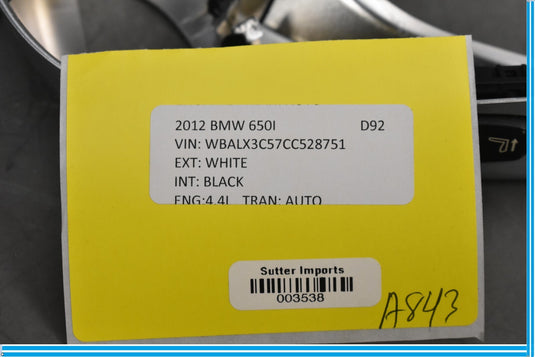 2012 BMW 650I D92
VIN: WBALX3C57CC528751
EXT: WHITE
INT: BLACK
ENG:4.4L TRAN: AUTO
Sutter Imports
003538
A843